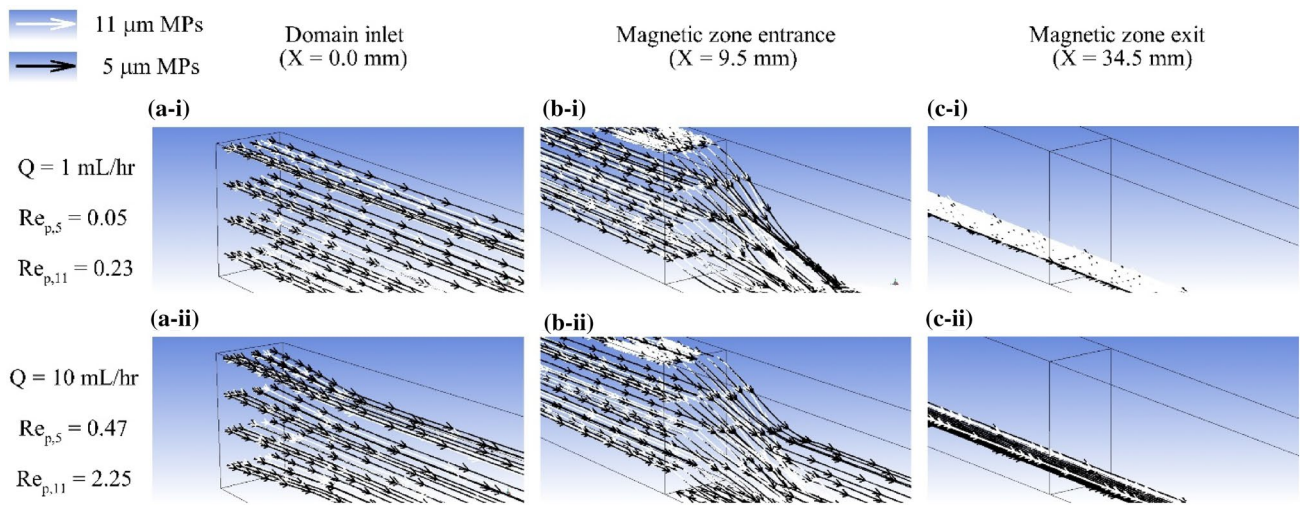 11 μm MPs
5 μm MPs
Domain inlet
(X = 0.0 mm)
Magnetic zone entrance
(X = 9.5 mm)
Magnetic zone exit
(X = 34.5 mm)
(a-i)
(b-i)
(c-i)
Q = 1 mL/hr
Re_p,5 = 0.05
Re_p,11 = 0.23
(a-ii)
(b-ii)
(c-ii)
Q = 10 mL/hr
Re_p,5 = 0.47
Re_p,11 = 2.25